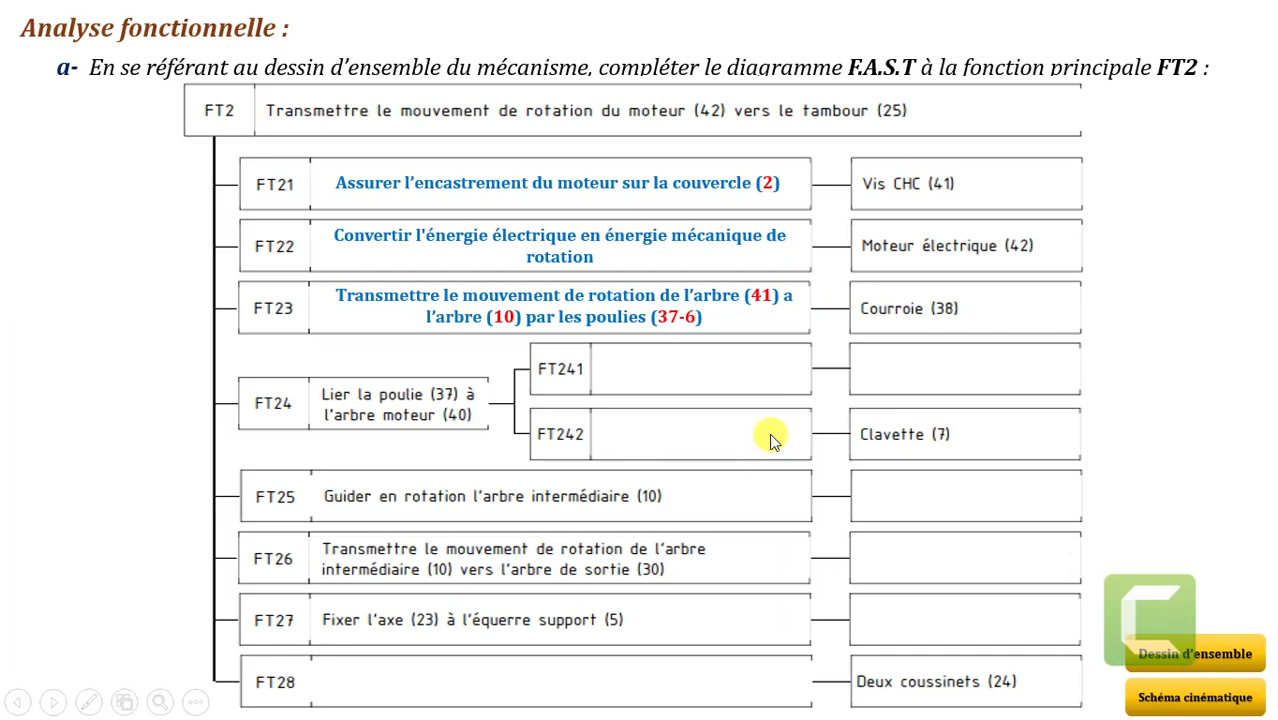 Analyse fonctionnelle :
a- En se référant au dessin d'ensemble du mécanisme, compléter le diagramme F.A.S.T à la fonction principale FT2 :
FT2 Transmettre le mouvement de rotation du moteur (42) vers le tambour (25)
FT21 Assurer l'encastrement du moteur sur la couvercle (2) Vis CHC (41)
FT22 Convertir l'énergie électrique en énergie mécanique de
rotation Moteur électrique (42)
FT23 Transmettre le mouvement de rotation de l'arbre (41) a
l'arbre (10) par les poulies (37-6) Courroie (38)
FT24 Lier la poulie (37) à
l'arbre moteur (40)
FT241
FT242 Clavette (7)
FT25 Guider en rotation l'arbre intermédiaire (10)
FT26 Transmettre le mouvement de rotation de l'arbre
intermédiaire (10) vers l'arbre de sortie (30)
FT27 Fixer l'axe (23) à l'équerre support (5)
FT28 Deux coussinets (24)
Dessin d'ensemble
Schéma cinématique